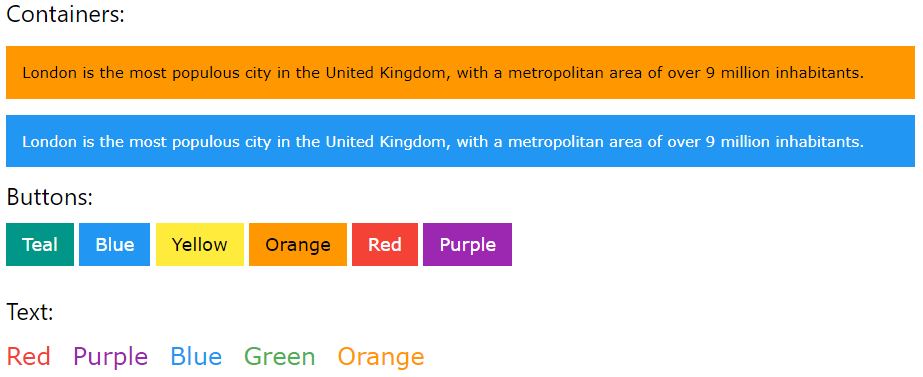 Containers:
London is the most populous city in the United Kingdom, with a metropolitan area of over 9 million inhabitants.
London is the most populous city in the United Kingdom, with a metropolitan area of over 9 million inhabitants.
Buttons:
Teal Blue Yellow Orange Red Purple
Text:
Red Purple Blue Green Orange